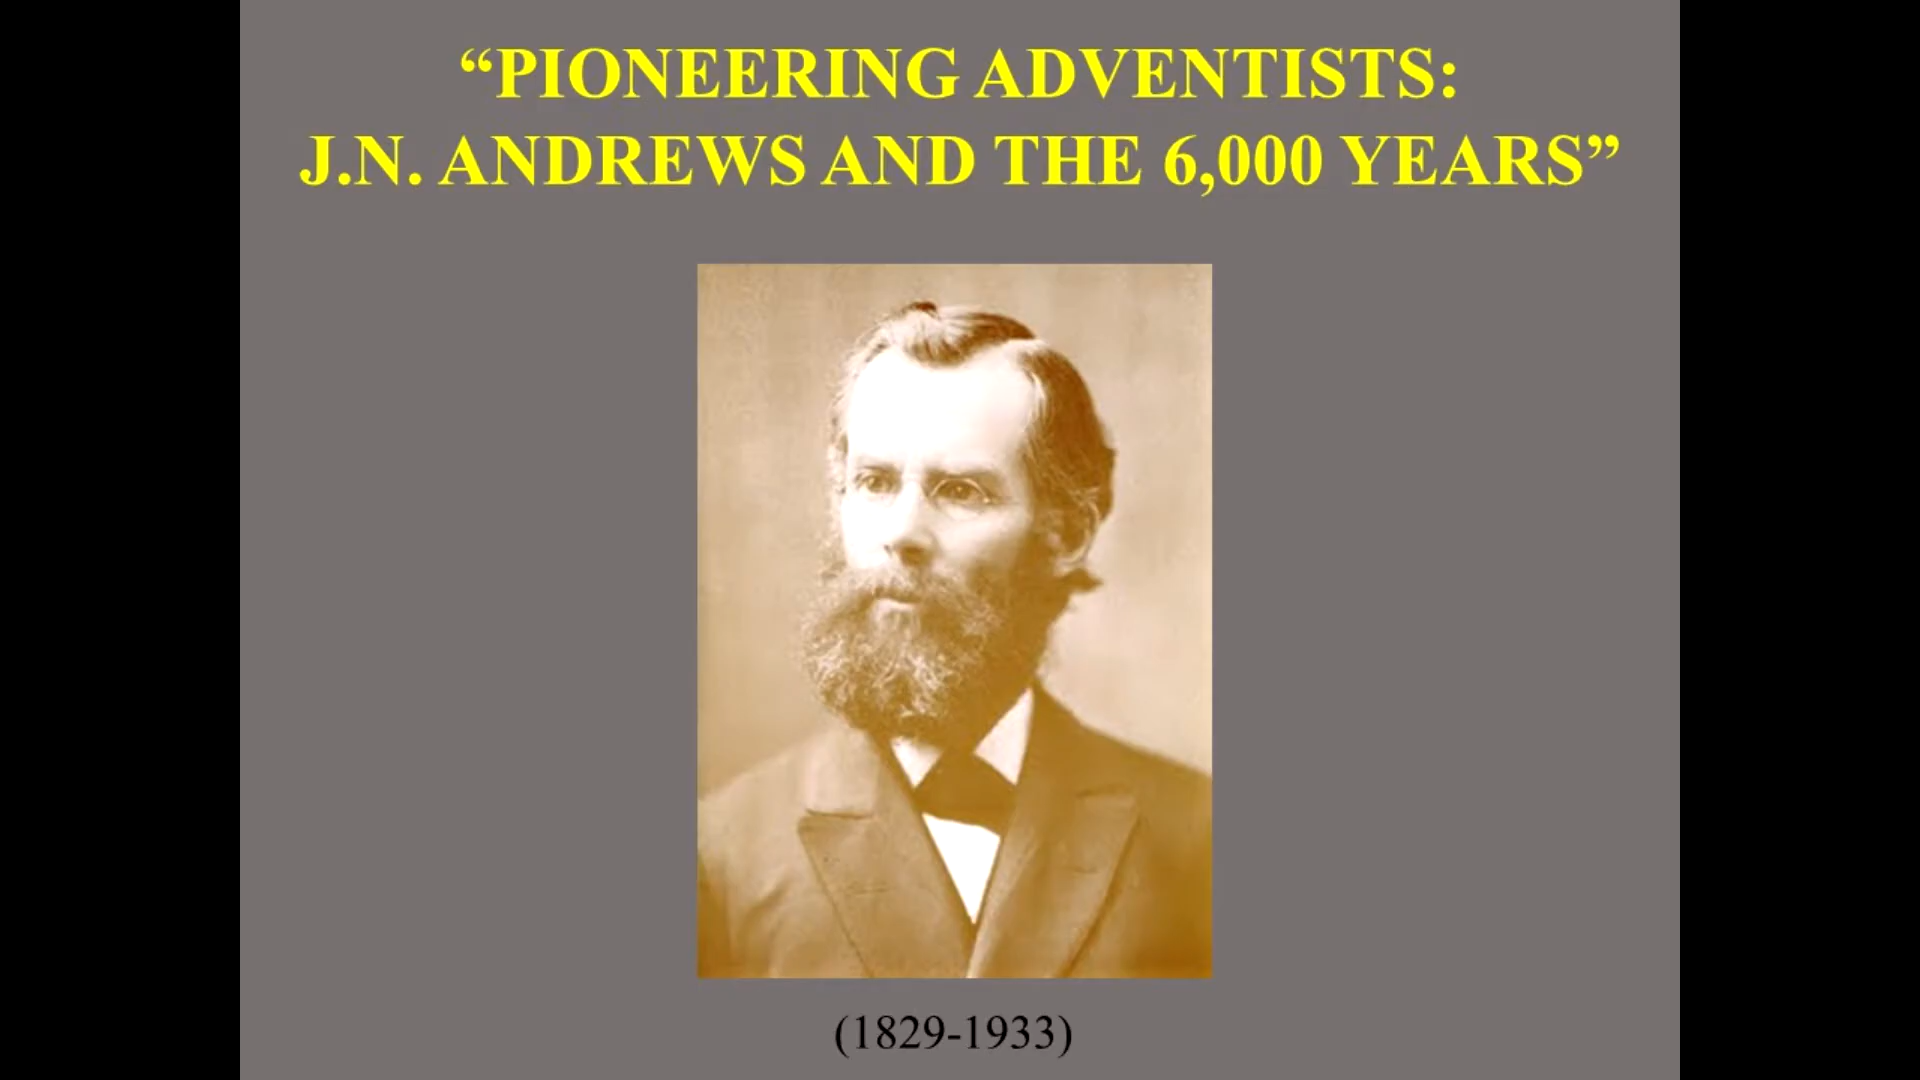 “PIONEERING ADVENTISTS:
J.N. ANDREWS AND THE 6,000 YEARS”
(1829-1933)